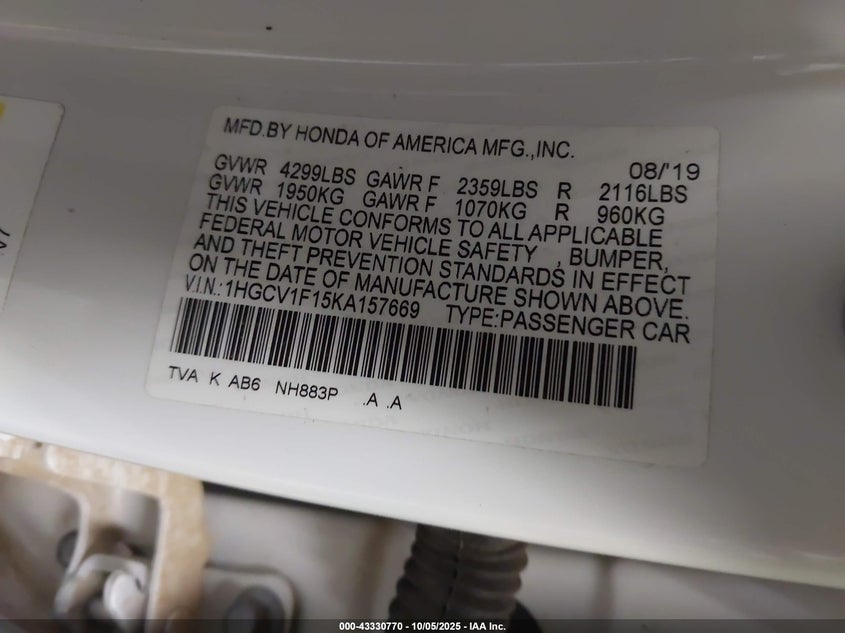 MFD.BY HONDA OF AMERICA MFG.,INC. 08/'19
GVWR 4299LBS GAWR F 2359LBS R 2116LBS
GVWR 1950KG GAWR F 1070KG R 960KG
THIS VEHICLE CONFORMS TO ALL APPLICABLE
FEDERAL MOTOR VEHICLE SAFETY , BUMPER,
AND THEFT PREVENTION STANDARDS IN EFFECT
ON THE DATE OF MANUFACTURE SHOWN ABOVE.
V.I.N.:1HGCV1F15KA157669 TYPE:PASSENGER CAR
TVA K AB6 NH883P .A .A
000-43330770 - 10/05/2025 - IAA Inc.